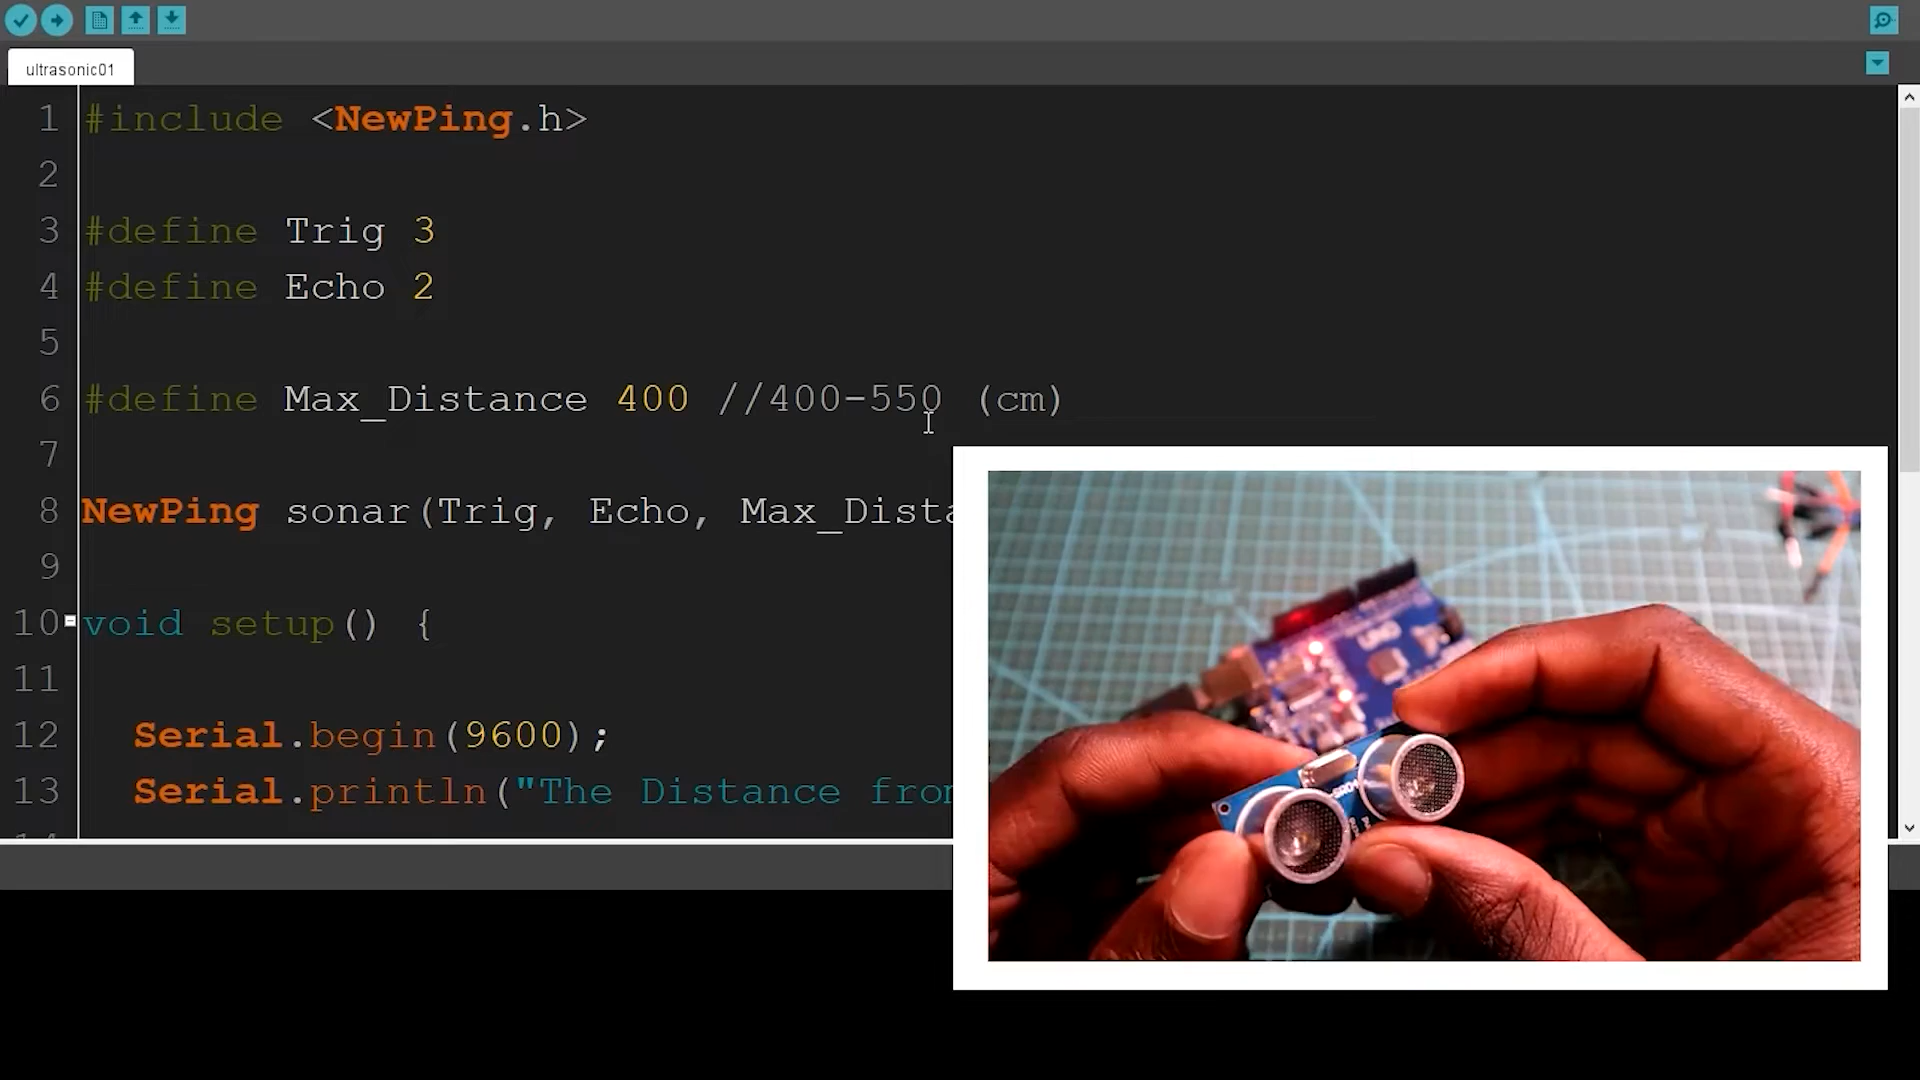 ultrasonic01
1 #include <NewPing.h>
2
3 #define Trig 3
4 #define Echo 2
5
6 #define Max_Distance 400 //400-550 (cm)
7
8 NewPing sonar(Trig, Echo, Max_Dista
9
10 void setup() {
11
12 Serial.begin(9600);
13 Serial.println("The Distance from
UNO